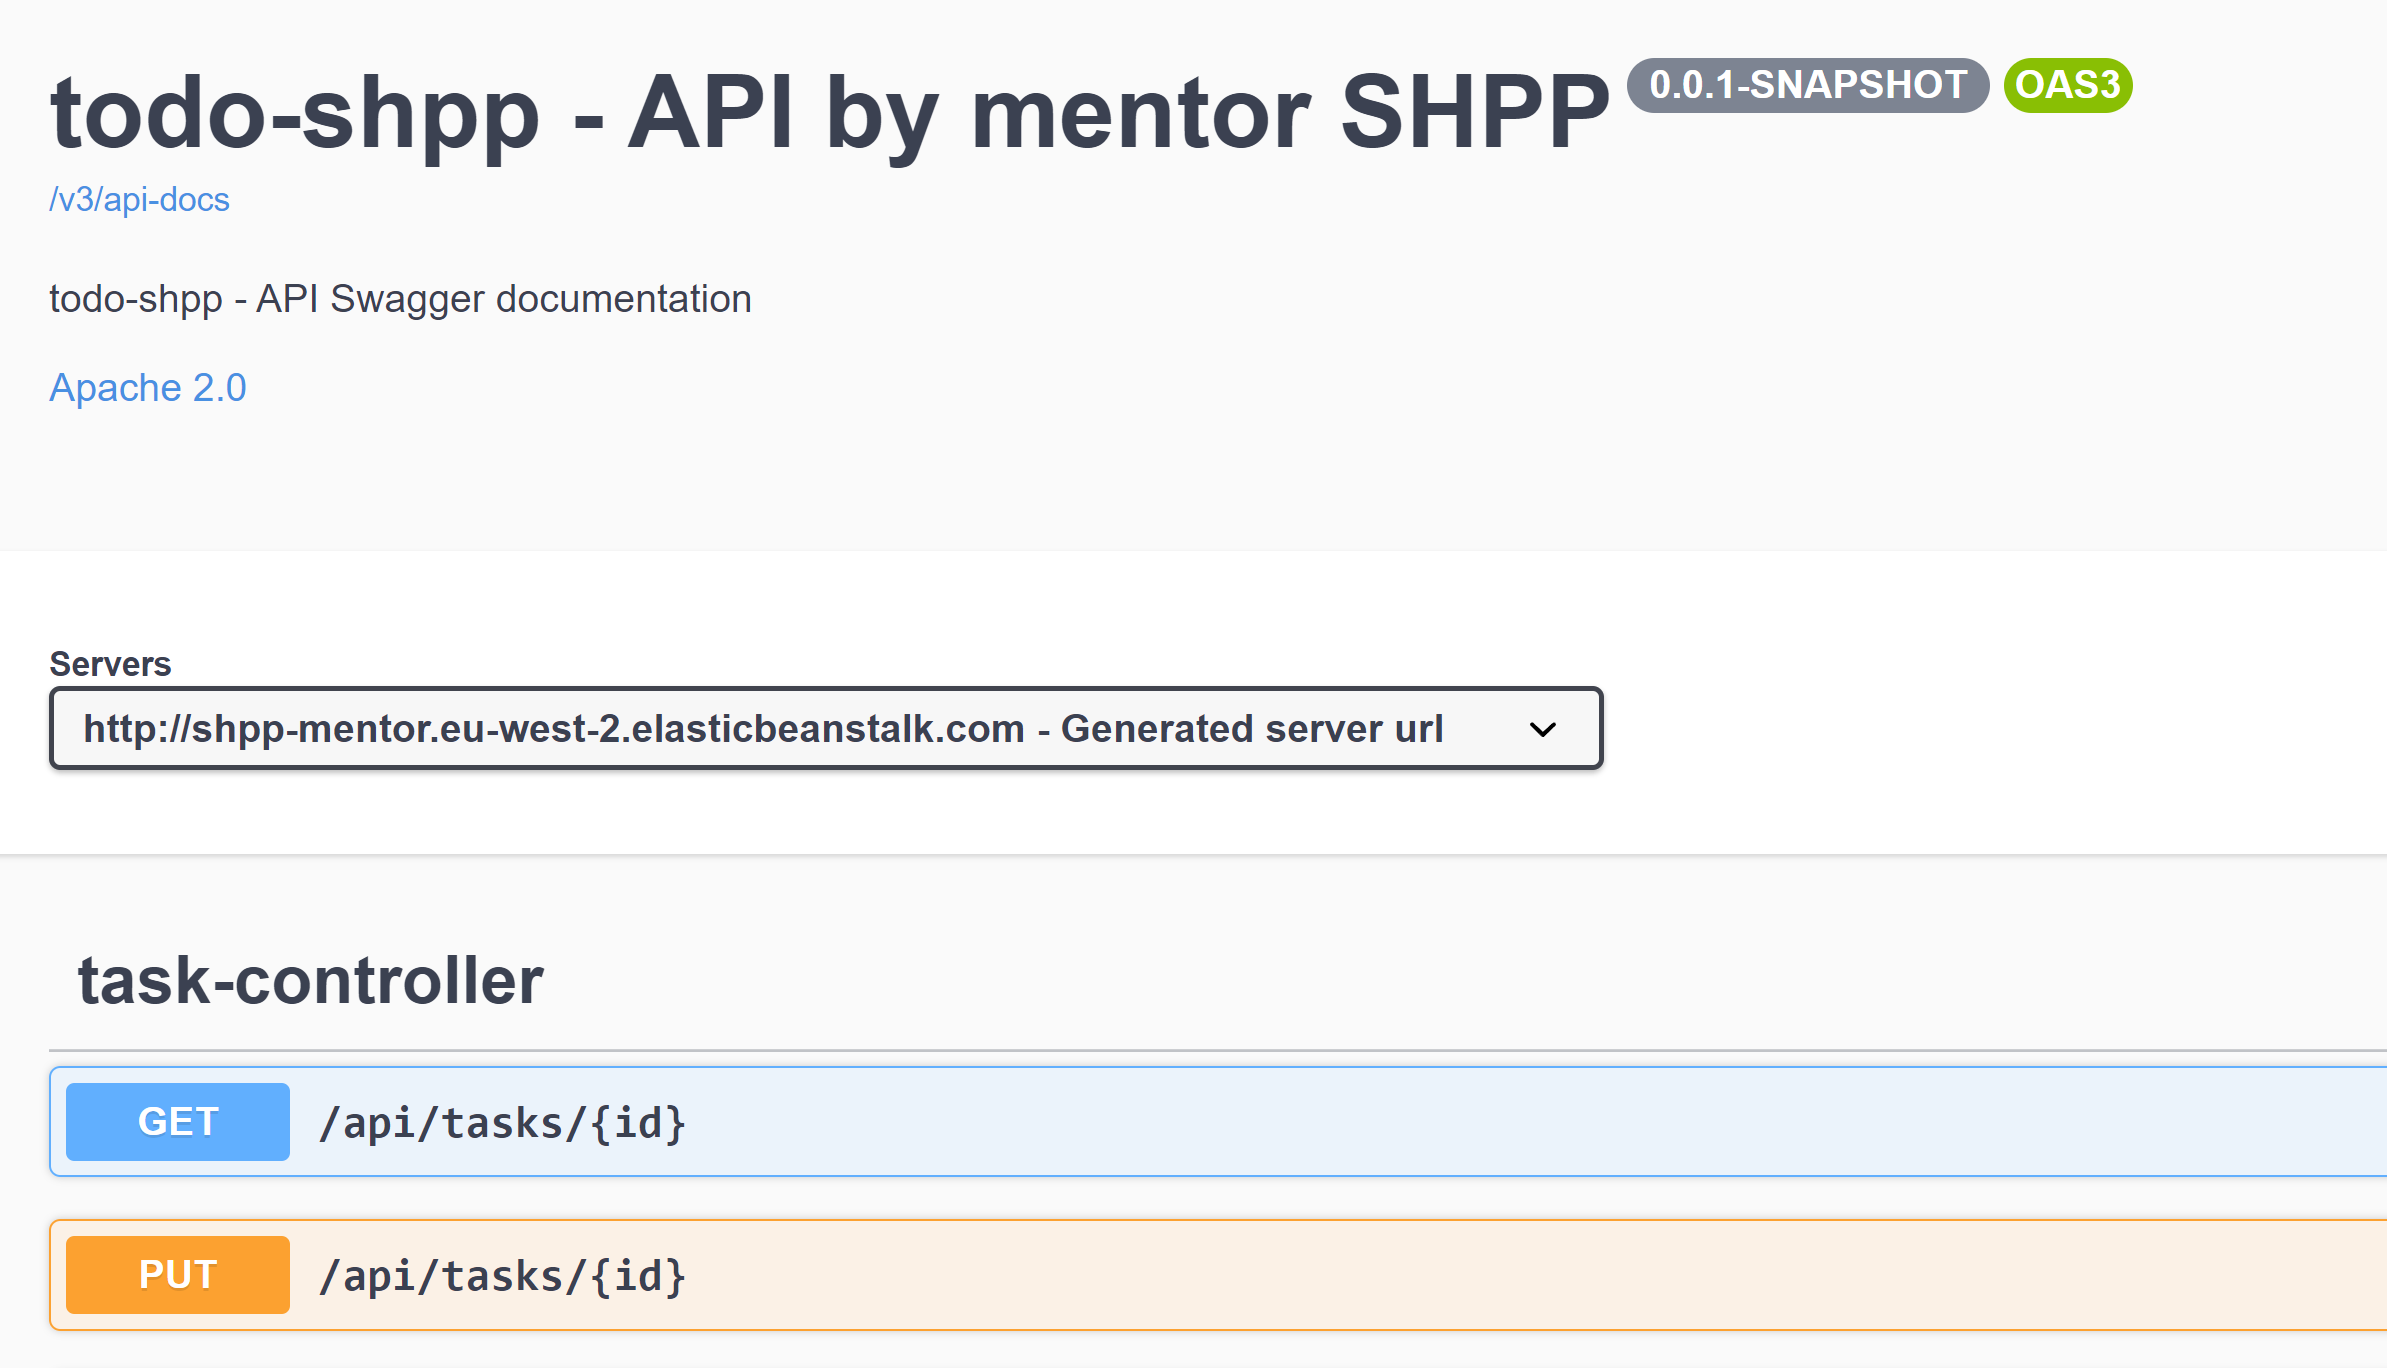 todo-shpp - API by mentor SHPP 0.0.1-SNAPSHOT OAS3
/v3/api-docs
todo-shpp - API Swagger documentation
Apache 2.0
Servers
http://shpp-mentor.eu-west-2.elasticbeanstalk.com - Generated server url
task-controller
GET /api/tasks/{id}
PUT /api/tasks/{id}